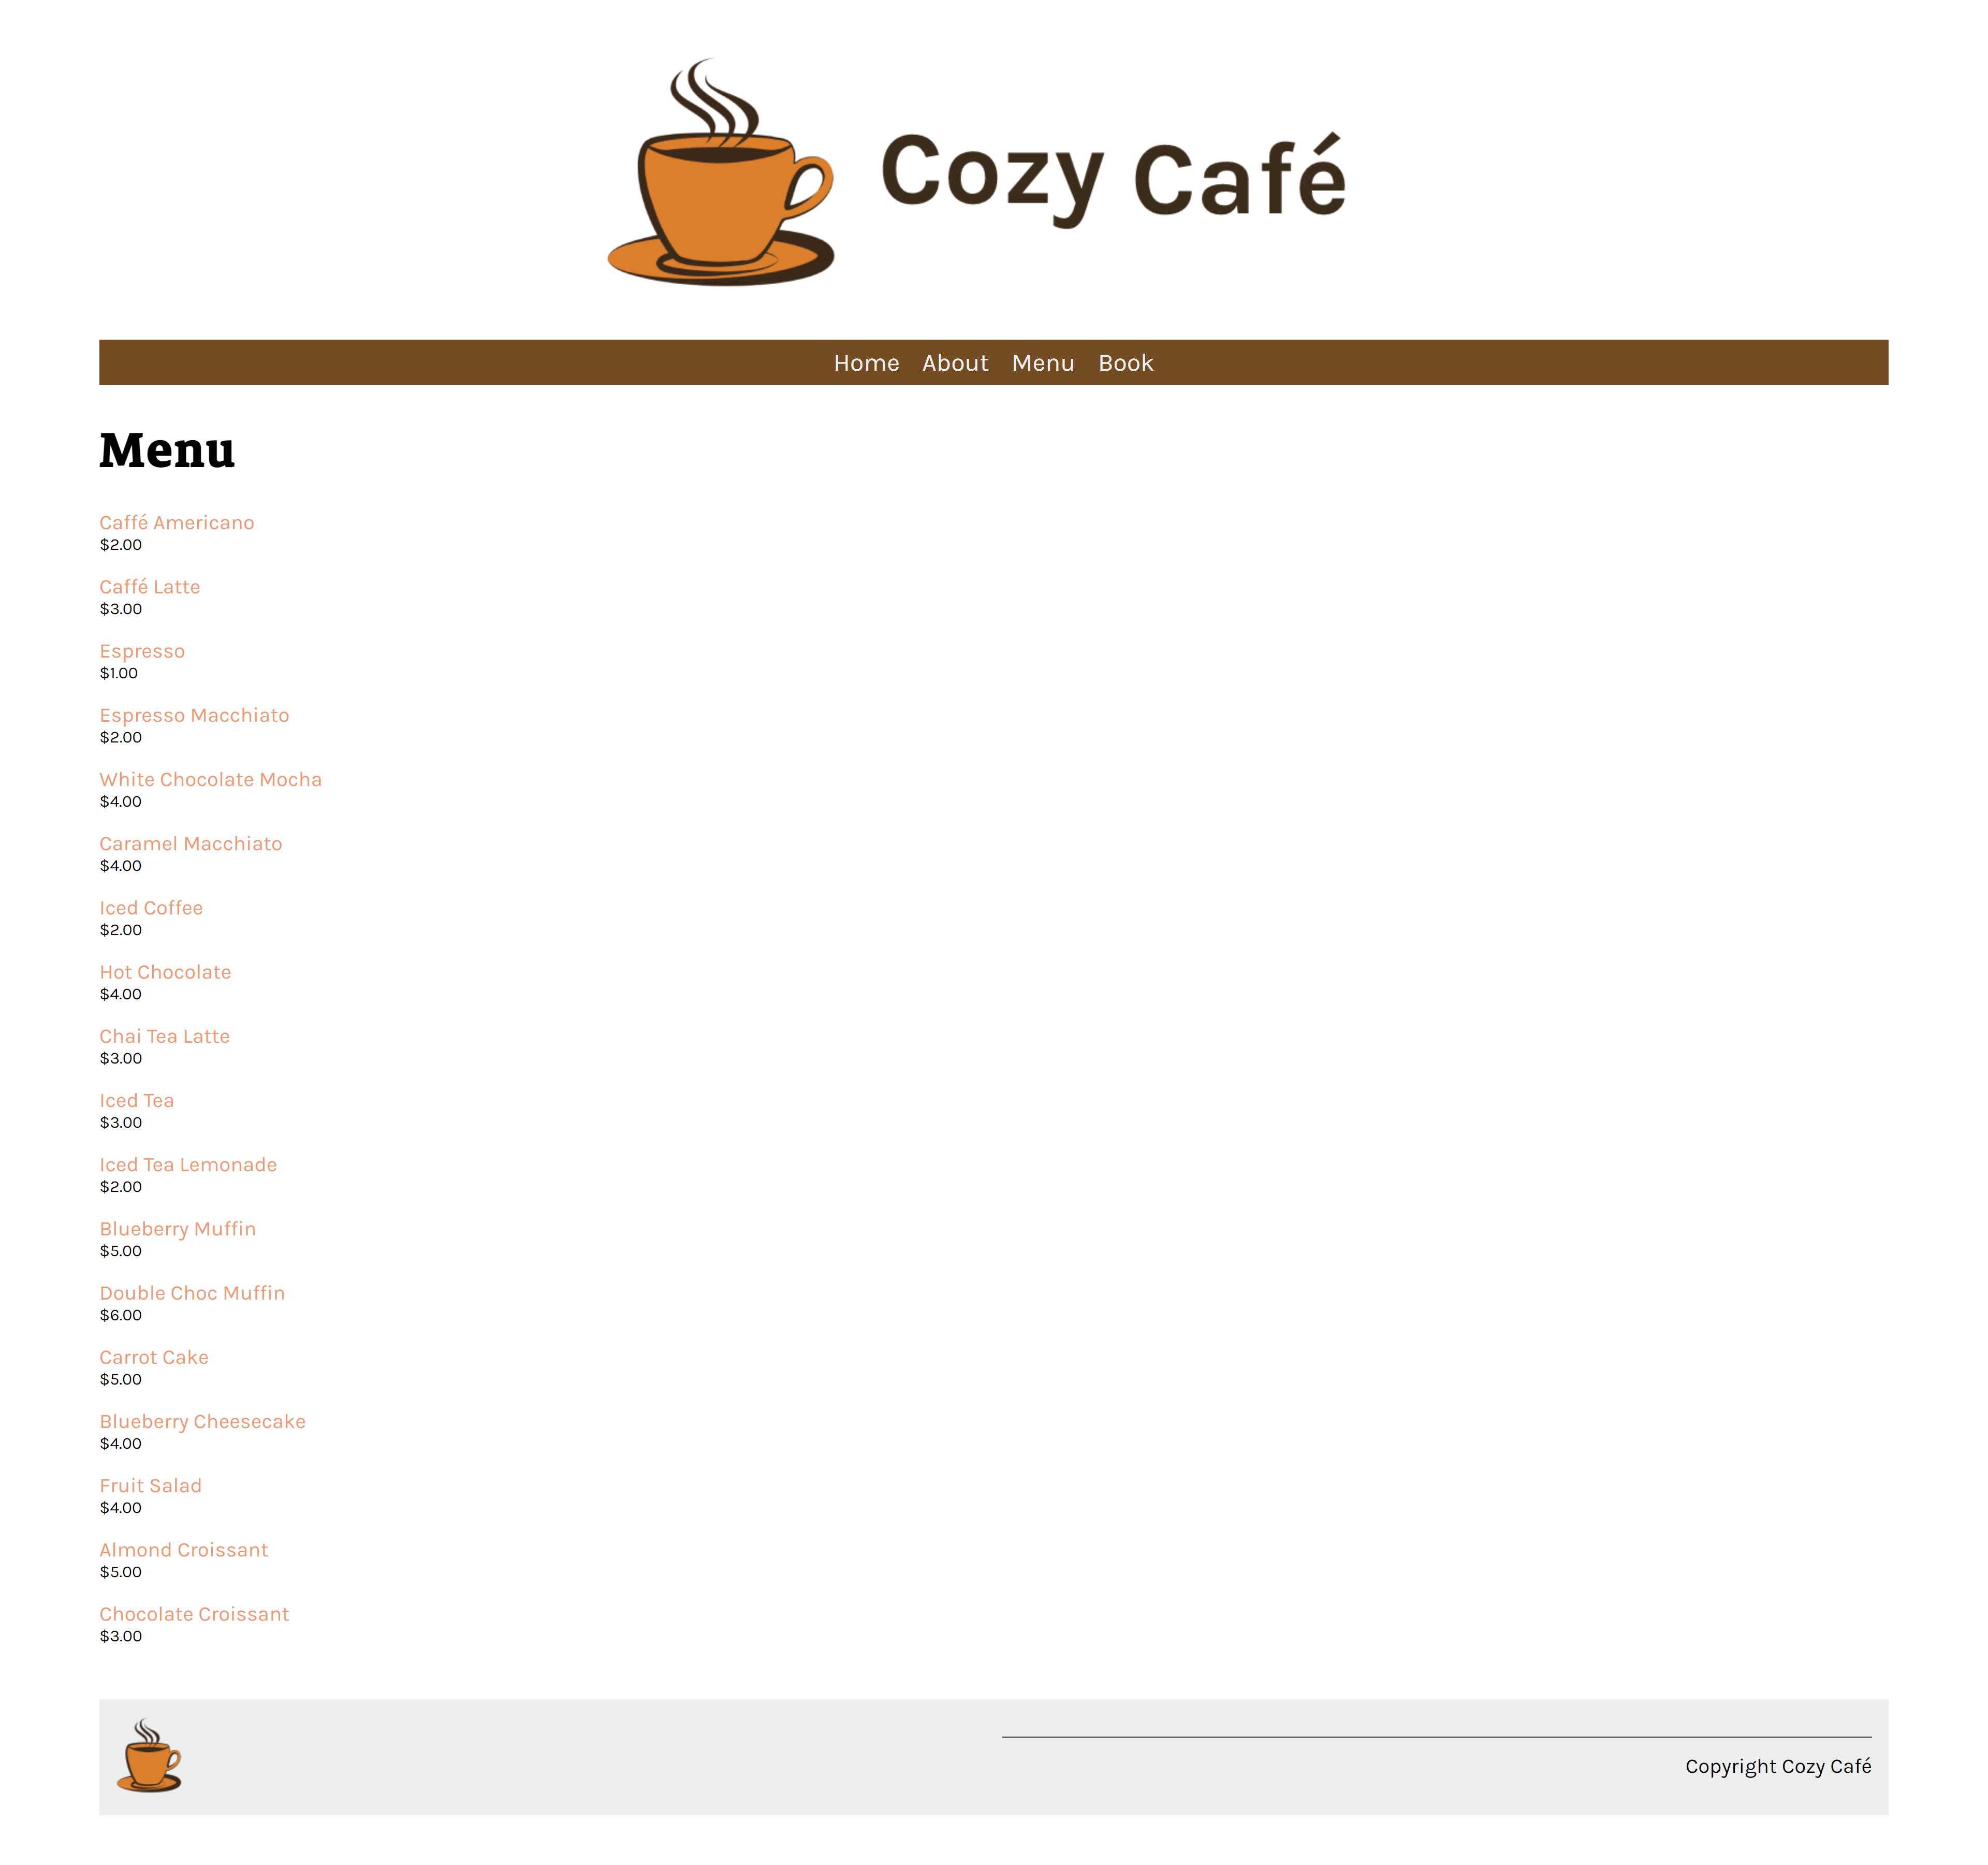 Cozy Café
Home About Menu Book
Menu
Caffé Americano
$2.00
Caffé Latte
$3.00
Espresso
$1.00
Espresso Macchiato
$2.00
White Chocolate Mocha
$4.00
Caramel Macchiato
$4.00
Iced Coffee
$2.00
Hot Chocolate
$4.00
Chai Tea Latte
$3.00
Iced Tea
$3.00
Iced Tea Lemonade
$2.00
Blueberry Muffin
$5.00
Double Choc Muffin
$6.00
Carrot Cake
$5.00
Blueberry Cheesecake
$4.00
Fruit Salad
$4.00
Almond Croissant
$5.00
Chocolate Croissant
$3.00
Copyright Cozy Café